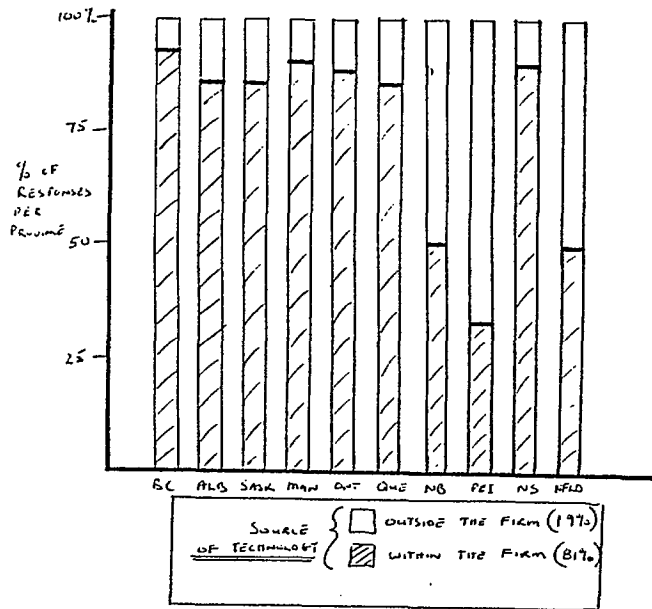 100%
75
% OF
RESPONSES
PER
PROVINCE
50
25
BC ALB SASK MAN ONT QUE NB PEI NS NFLD
SOURCE
OF TECHNOLOGY
OUTSIDE THE FIRM (19%)
WITHIN THE FIRM (81%)